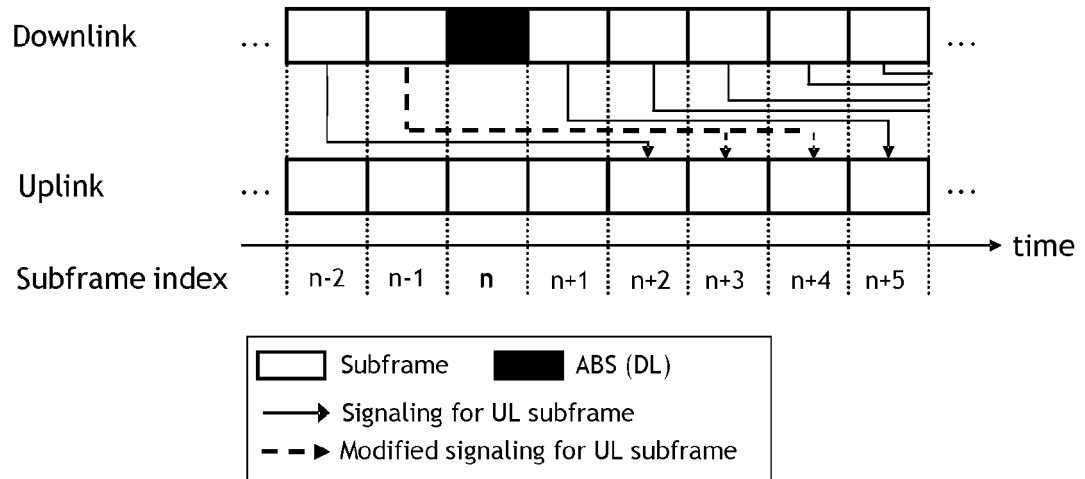 Downlink ... ...
Uplink ... ...
time
Subframe index n-2 n-1 n n+1 n+2 n+3 n+4 n+5
Subframe ABS (DL)
Signaling for UL subframe
Modified signaling for UL subframe